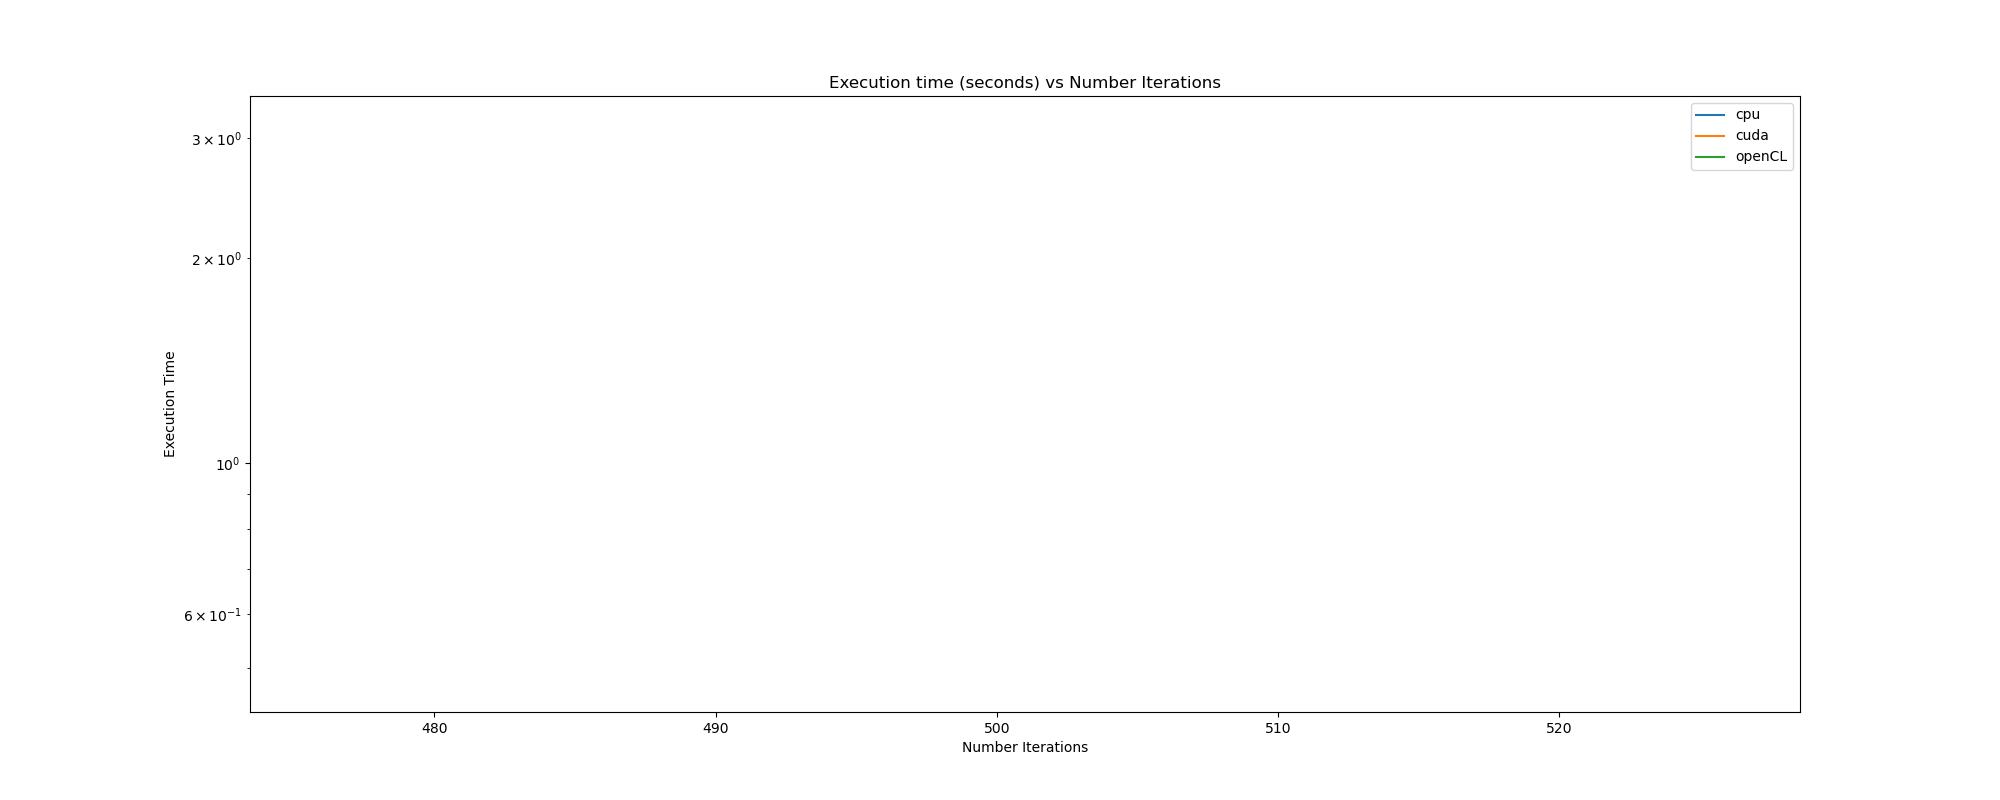 Execution time (seconds) vs Number Iterations
cpu
cuda
openCL
3 × 10⁰
2 × 10⁰
10⁰
6 × 10⁻¹
Execution Time
480 490 500 510 520
Number Iterations